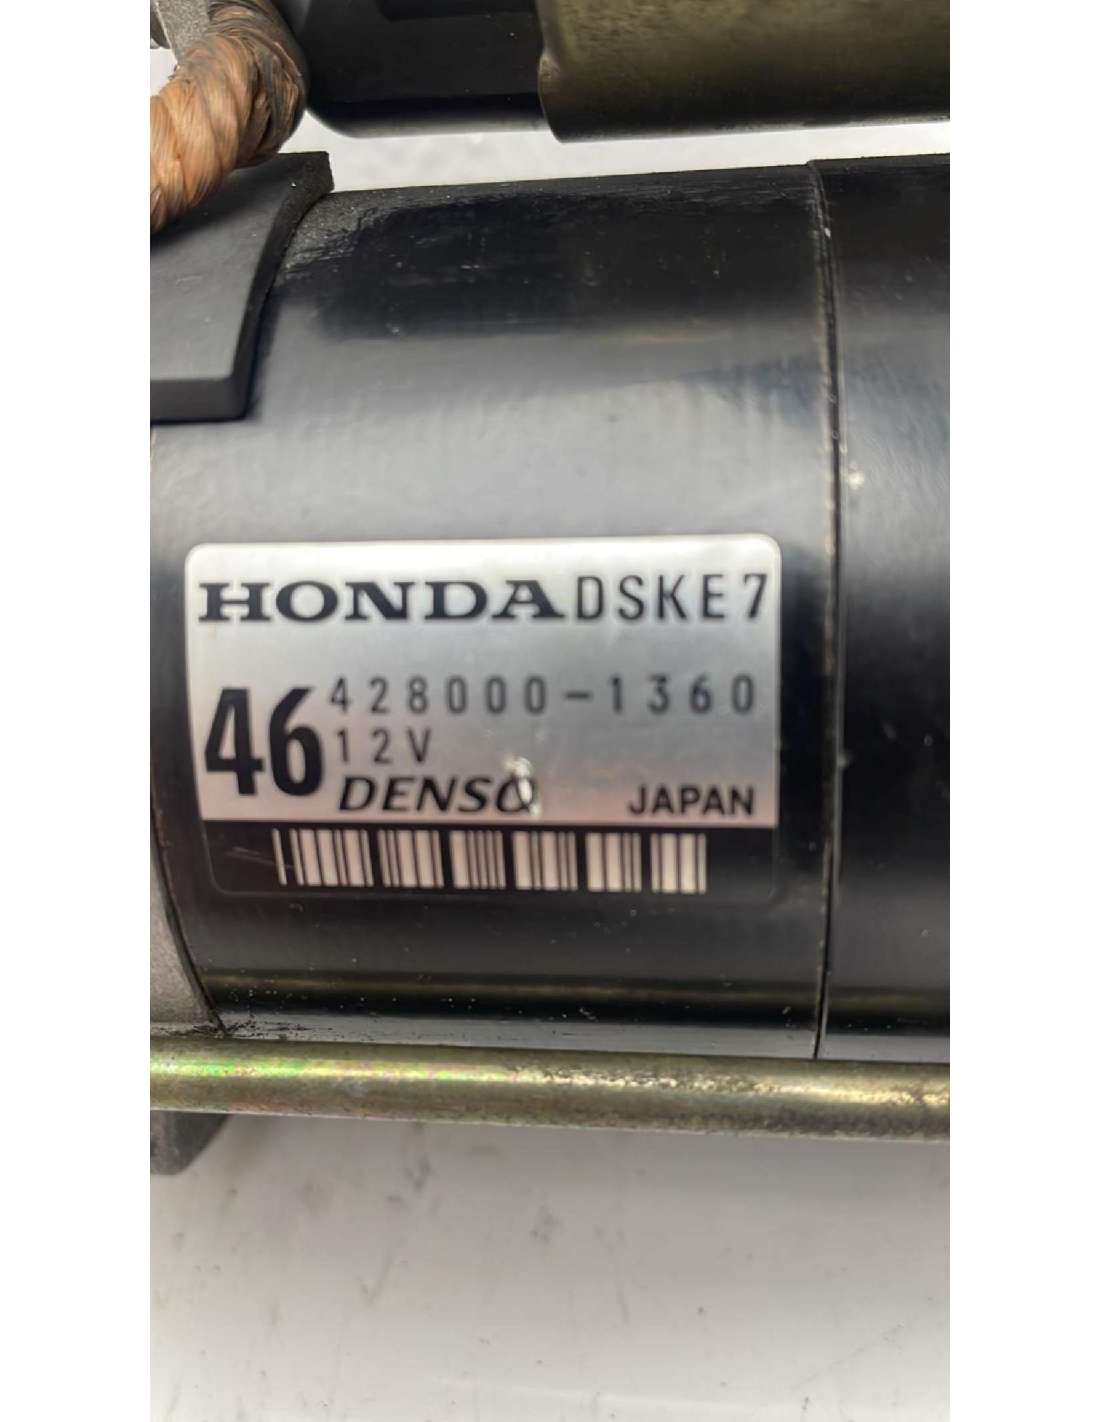 HONDA DSKE7
46 428000-1360
12V
DENSO JAPAN